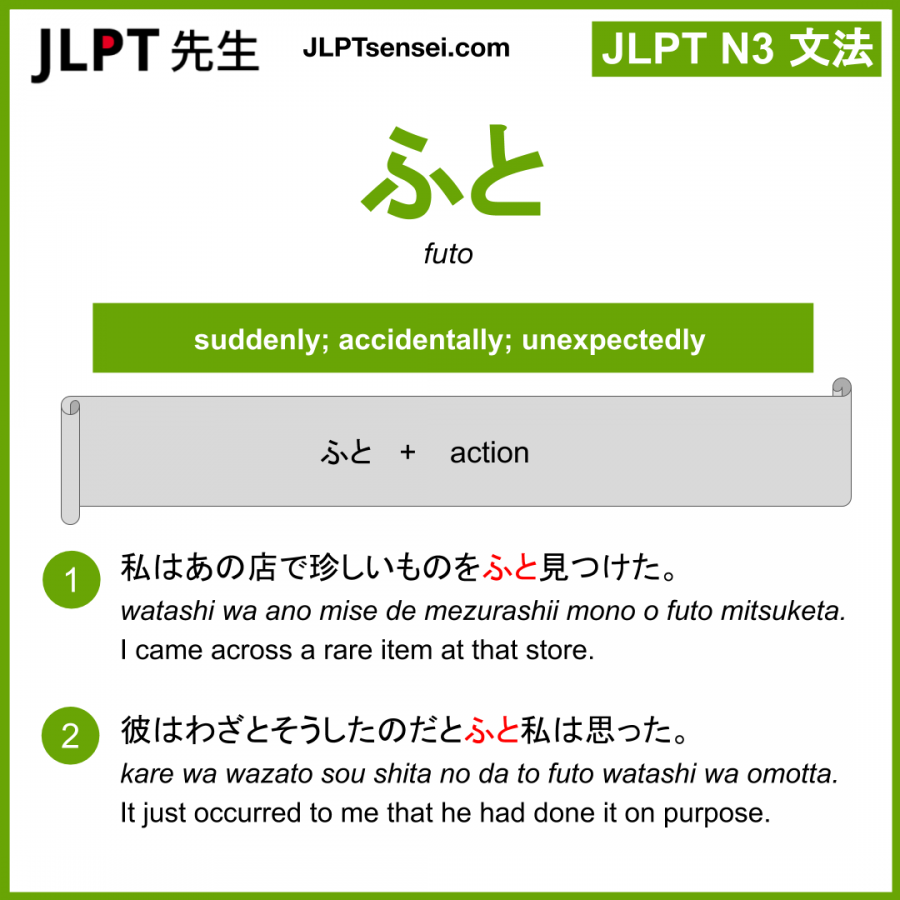 JLPT 先生
JLPTsensei.com
JLPT N3 文法
ふと
futo
suddenly; accidentally; unexpectedly
ふと + action
1 私はあの店で珍しいものをふと見つけた。
watashi wa ano mise de mezurashii mono o futo mitsuketa.
I came across a rare item at that store.
2 彼はわざとそうしたのだとふと私は思った。
kare wa wazato sou shita no da to futo watashi wa omotta.
It just occurred to me that he had done it on purpose.